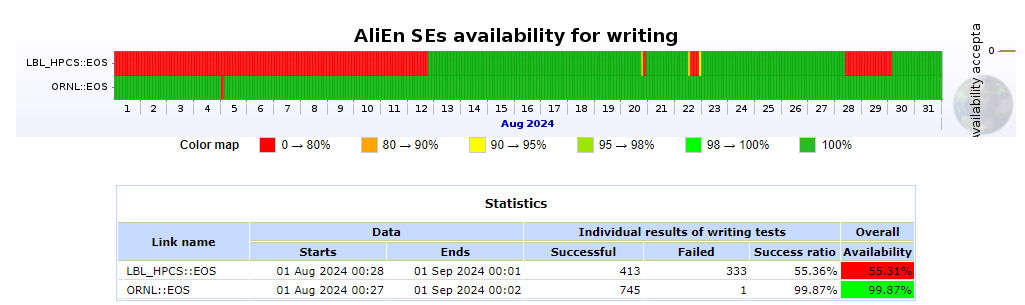 AliEn SEs availability for writing
LBL_HPCS::EOS
ORNL::EOS
1 2 3 4 5 6 7 8 9 10 11 12 13 14 15 16 17 18 19 20 21 22 23 24 25 26 27 28 29 30 31
Aug 2024
0
availability accepta
Color map 0 → 80% 80 → 90% 90 → 95% 95 → 98% 98 → 100% 100%
Statistics
Link name Data Individual results of writing tests Overall
Starts Ends Successful Failed Success ratio Availability
LBL_HPCS::EOS 01 Aug 2024 00:28 01 Sep 2024 00:01 413 333 55.36% 55.31%
ORNL::EOS 01 Aug 2024 00:27 01 Sep 2024 00:02 745 1 99.87% 99.87%